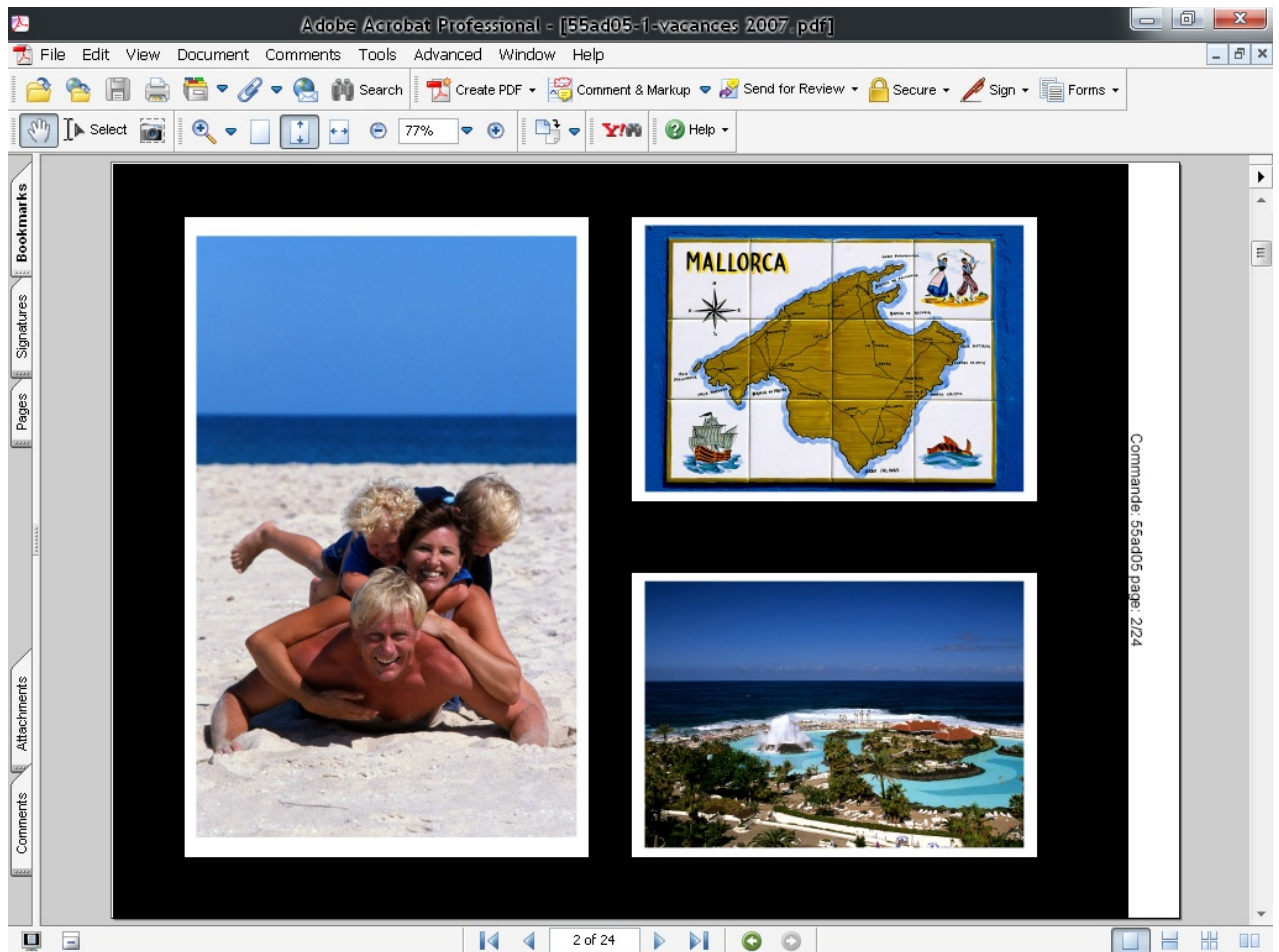 Adobe Acrobat Professional - [55ad05-1-vacances 2007.pdf]
File Edit View Document Comments Tools Advanced Window Help
Search Create PDF Comment & Markup Send for Review Secure Sign Forms
Select 77% Y! Help
Bookmarks
Signatures
Pages
Attachments
Comments
MALLORCA
Commande: 55ad05 page: 2/24
2 of 24